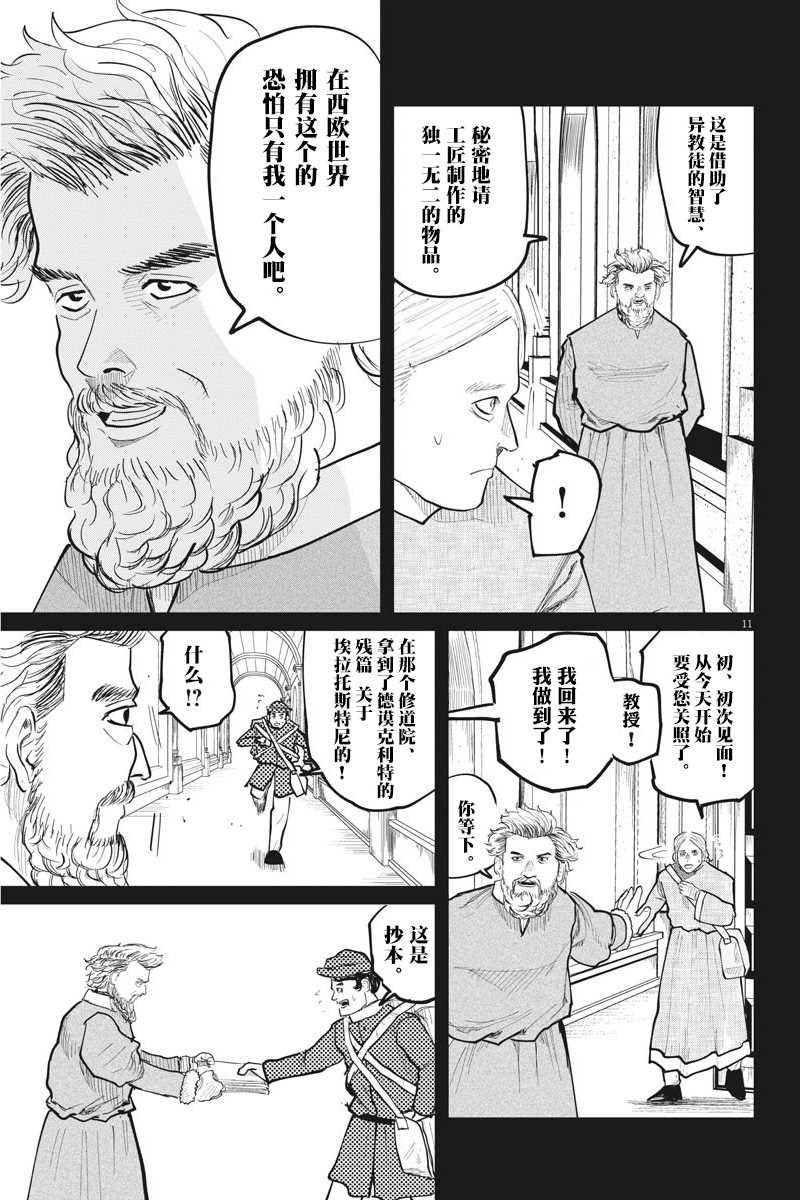 这是借助了
异教徒的智慧、
秘密地请
工匠制作的
独一无二的物品。
！
在西欧世界
拥有这个的
恐怕只有我一个人吧。
11
初、初次见面！
从今天开始
要受您关照了。
教授！
我回来了！
我做到了！
你等下。
在那个修道院、
拿到了德谟克利特的
残篇 关于
埃拉托斯特尼的！
什么!?
这是
抄本。